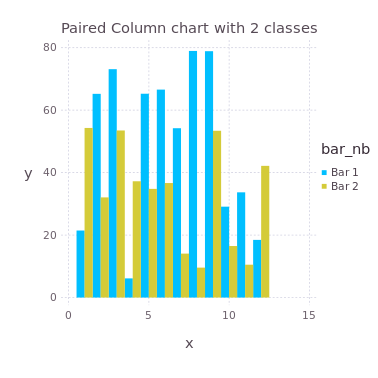 Paired Column chart with 2 classes
80
60
40
20
0
y
0 5 10 15
x
bar_nb
Bar 1
Bar 2